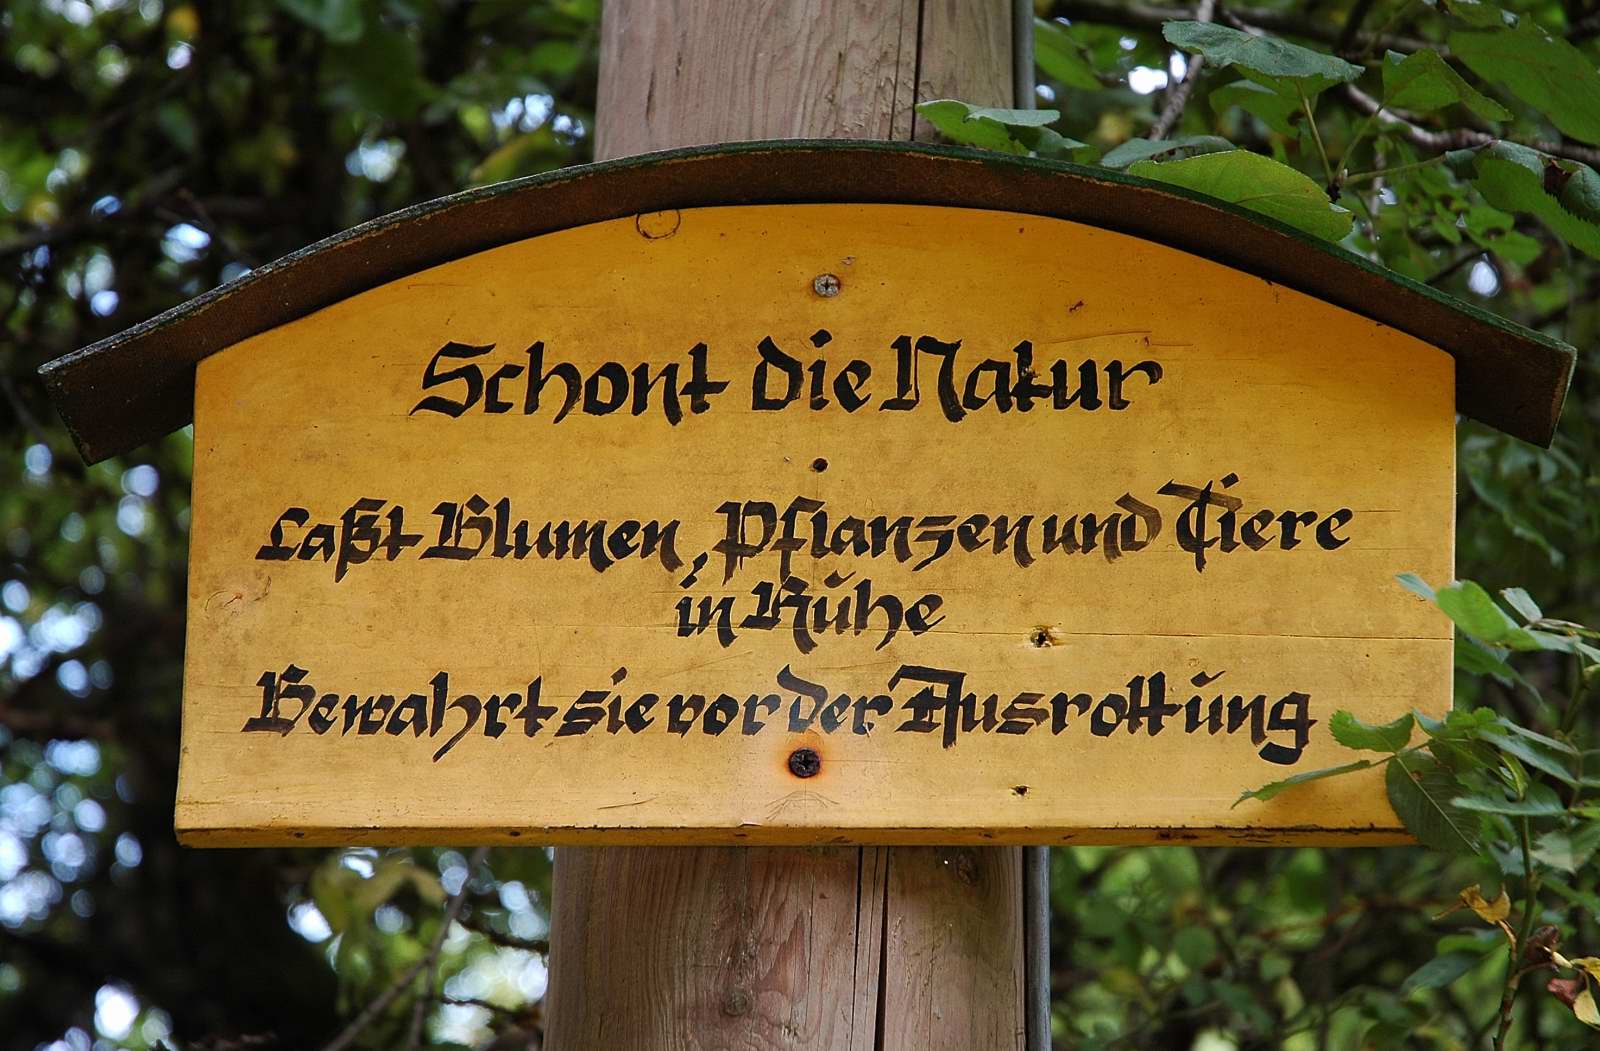 Schont die Natur
Laßt Blumen, Pflanzen und Tiere
in Ruhe
Bewahrt sie vor der Ausrottung